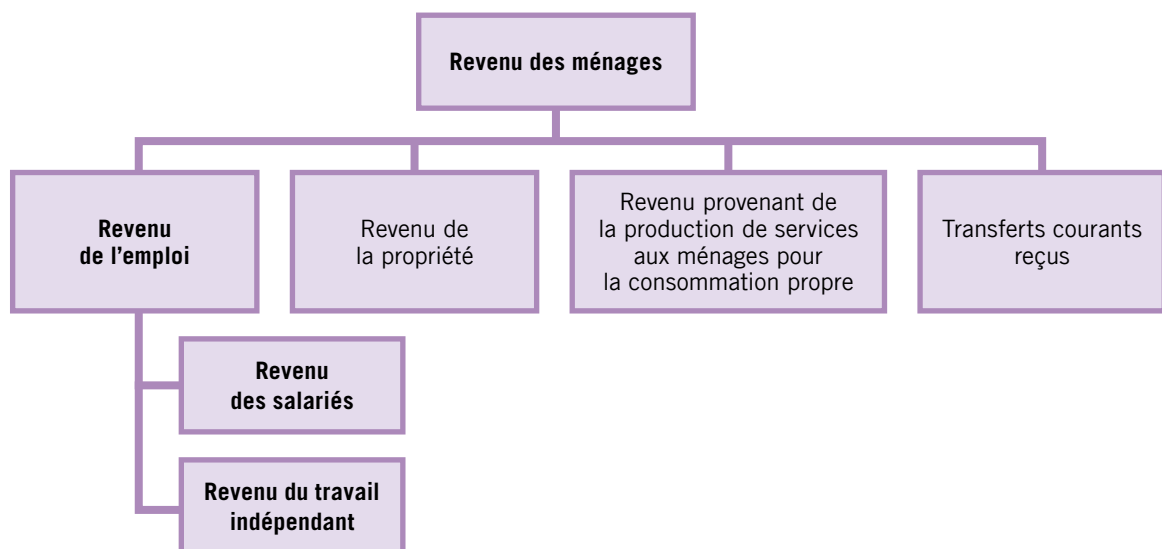 Revenu des ménages
Revenu
de l’emploi
Revenu de
la propriété
Revenu provenant de
la production de services
aux ménages pour
la consommation propre
Transferts courants
reçus
Revenu
des salariés
Revenu du travail
indépendant